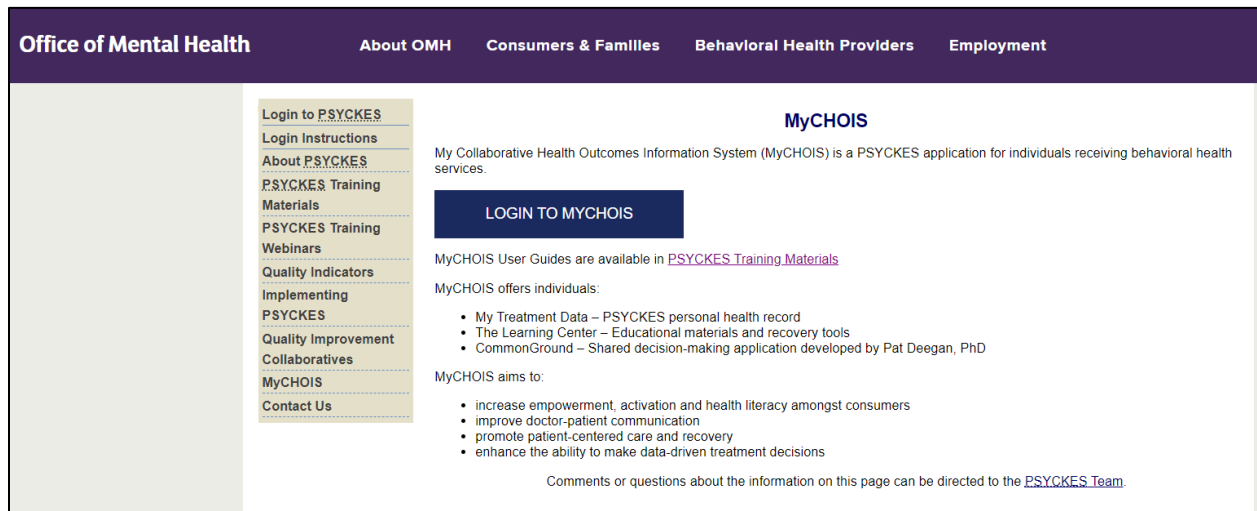 Office of Mental Health
About OMH
Consumers & Families
Behavioral Health Providers
Employment
Login to PSYCKES
Login Instructions
About PSYCKES
PSYCKES Training
Materials
PSYCKES Training
Webinars
Quality Indicators
Implementing
PSYCKES
Quality Improvement
Collaboratives
MyCHOIS
Contact Us
MyCHOIS
My Collaborative Health Outcomes Information System (MyCHOIS) is a PSYCKES application for individuals receiving behavioral health
services.
LOGIN TO MYCHOIS
MyCHOIS User Guides are available in PSYCKES Training Materials
MyCHOIS offers individuals:
• My Treatment Data – PSYCKES personal health record
• The Learning Center – Educational materials and recovery tools
• CommonGround – Shared decision-making application developed by Pat Deegan, PhD
MyCHOIS aims to:
• increase empowerment, activation and health literacy amongst consumers
• improve doctor-patient communication
• promote patient-centered care and recovery
• enhance the ability to make data-driven treatment decisions
Comments or questions about the information on this page can be directed to the PSYCKES Team.